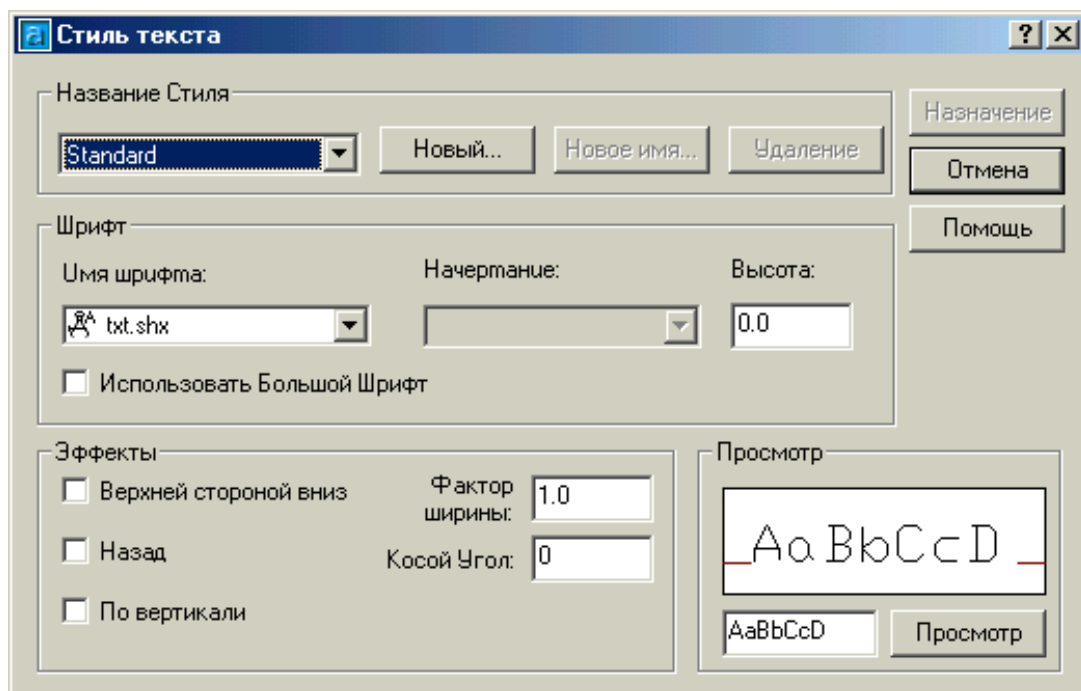 Стиль текста
Название Стиля
Назначение
Standard
Новый...
Новое имя...
Удаление
Отмена
Шрифт
Помощь
Имя шрифта:
Начертание:
Высота:
txt.shx
0.0
Использовать Большой Шрифт
Эффекты
Верхней стороной вниз
Фактор
ширины:
1.0
Назад
Косой Угол:
0
По вертикали
Просмотр
AaBbCcD
AaBbCcD
Просмотр